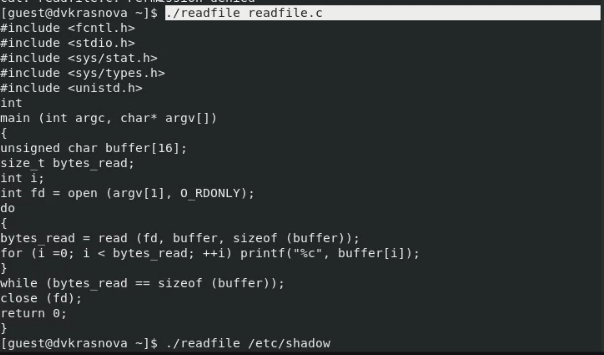 [guest@dvkrasnova ~]$ ./readfile readfile.c
#include <fcntl.h>
#include <stdio.h>
#include <sys/stat.h>
#include <sys/types.h>
#include <unistd.h>
int
main (int argc, char* argv[])
{
unsigned char buffer[16];
size_t bytes_read;
int i;
int fd = open (argv[1], O_RDONLY);
do
{
bytes_read = read (fd, buffer, sizeof (buffer));
for (i =0; i < bytes_read; ++i) printf("%c", buffer[i]);
}
while (bytes_read == sizeof (buffer));
close (fd);
return 0;
}
[guest@dvkrasnova ~]$ ./readfile /etc/shadow